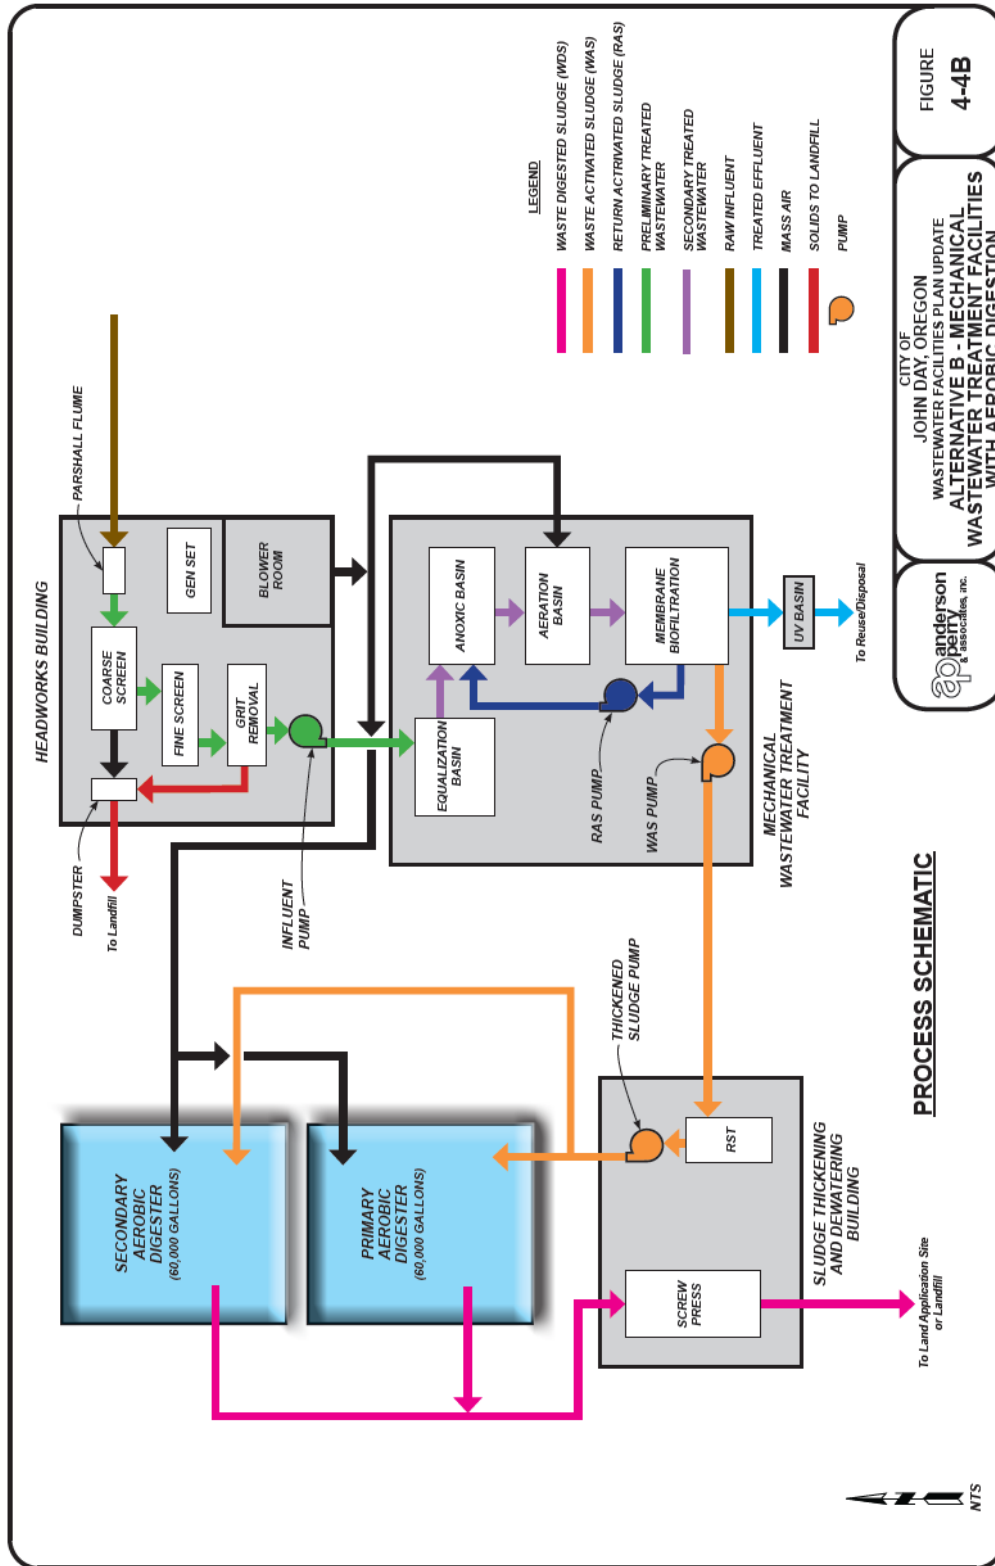 HEADWORKS BUILDING
PARSHALL FLUME
GEN SET
BLOWER
ROOM
COARSE
SCREEN
FINE SCREEN
GRIT
REMOVAL
DUMPSTER
To Landfill
INFLUENT
PUMP
SECONDARY
AEROBIC
DIGESTER
(60,000 GALLONS)
PRIMARY
AEROBIC
DIGESTER
(60,000 GALLONS)
EQUALIZATION
BASIN
ANOXIC BASIN
AERATION
BASIN
MEMBRANE
BIOFILTRATION
RAS PUMP
WAS PUMP
MECHANICAL
WASTEWATER TREATMENT
FACILITY
UV BASIN
To Reuse/Disposal
THICKENED
SLUDGE PUMP
RST
SCREW
PRESS
SLUDGE THICKENING
AND DEWATERING
BUILDING
To Land Application Site
or Landfill
LEGEND
WASTE DIGESTED SLUDGE (WDS)
WASTE ACTIVATED SLUDGE (WAS)
RETURN ACTRIVATED SLUDGE (RAS)
PRELIMINARY TREATED
WASTEWATER
SECONDARY TREATED
WASTEWATER
RAW INFLUENT
TREATED EFFLUENT
MASS AIR
SOLIDS TO LANDFILL
PUMP
PROCESS SCHEMATIC
NTS
anderson
perry
& associates, inc.
CITY OF
JOHN DAY, OREGON
WASTEWATER FACILITIES PLAN UPDATE
ALTERNATIVE B - MECHANICAL
WASTEWATER TREATMENT FACILITIES
WITH AEROBIC DIGESTION
FIGURE
4-4B